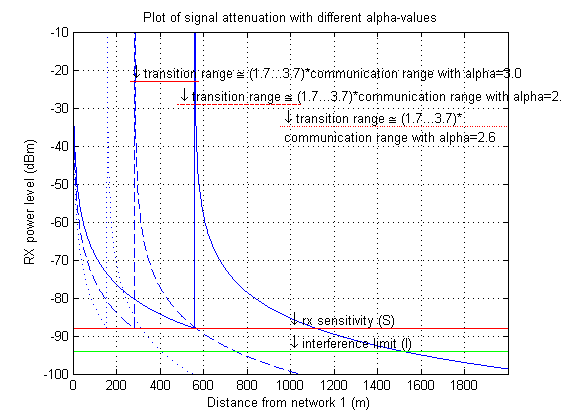 Plot of signal attenuation with different alpha-values
-10
↓ transition range ≅ (1.7...3.7)*communication range with alpha=3.0
-20
↓ transition range ≅ (1.7...3.7)*communication range with alpha=2.
-30
↓ transition range ≅ (1.7...3.7)*
communication range with alpha=2.6
-40
-50
-60
-70
-80
↓ rx sensitivity (S)
-90
↓ interference limit (I)
-100
RX power level (dBm)
0 200 400 600 800 1000 1200 1400 1600 1800
Distance from network 1 (m)